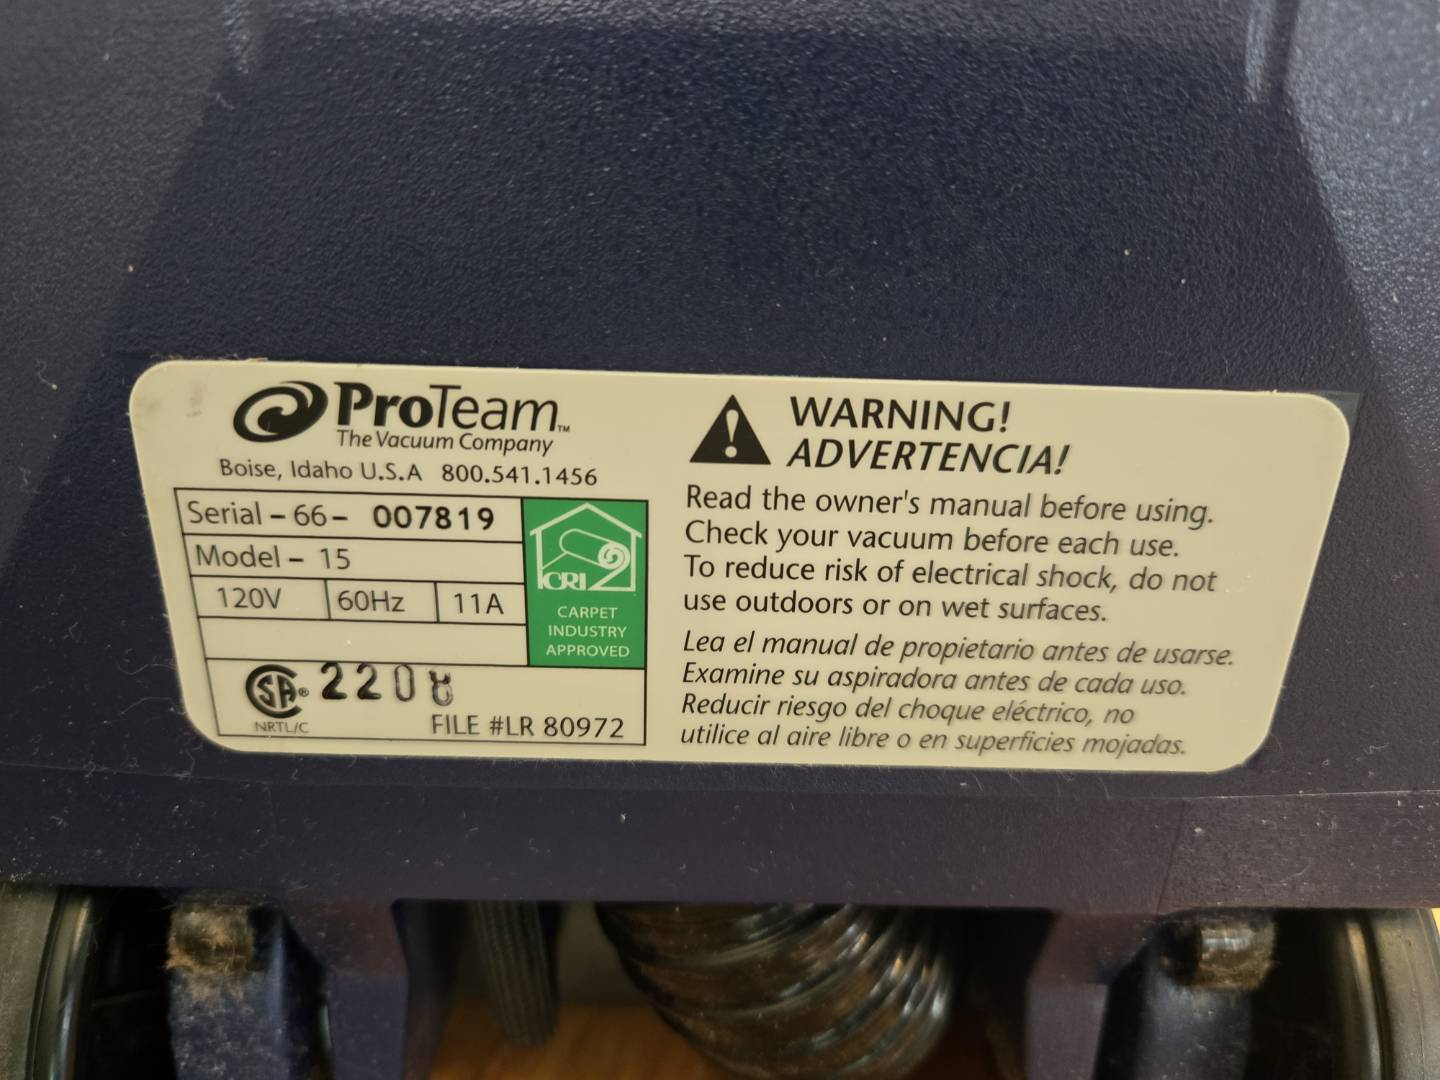 ProTeam™
The Vacuum Company
Boise, Idaho U.S.A 800.541.1456
Serial – 66 – 007819
Model – 15
120V 60Hz 11A
CRI
CARPET
INDUSTRY
APPROVED
CSA® 2208
NRTL/C
FILE #LR 80972
WARNING!
ADVERTENCIA!
Read the owner's manual before using.
Check your vacuum before each use.
To reduce risk of electrical shock, do not
use outdoors or on wet surfaces.
Lea el manual de propietario antes de usarse.
Examine su aspiradora antes de cada uso.
Reducir riesgo del choque eléctrico, no
utilice al aire libre o en superficies mojadas.